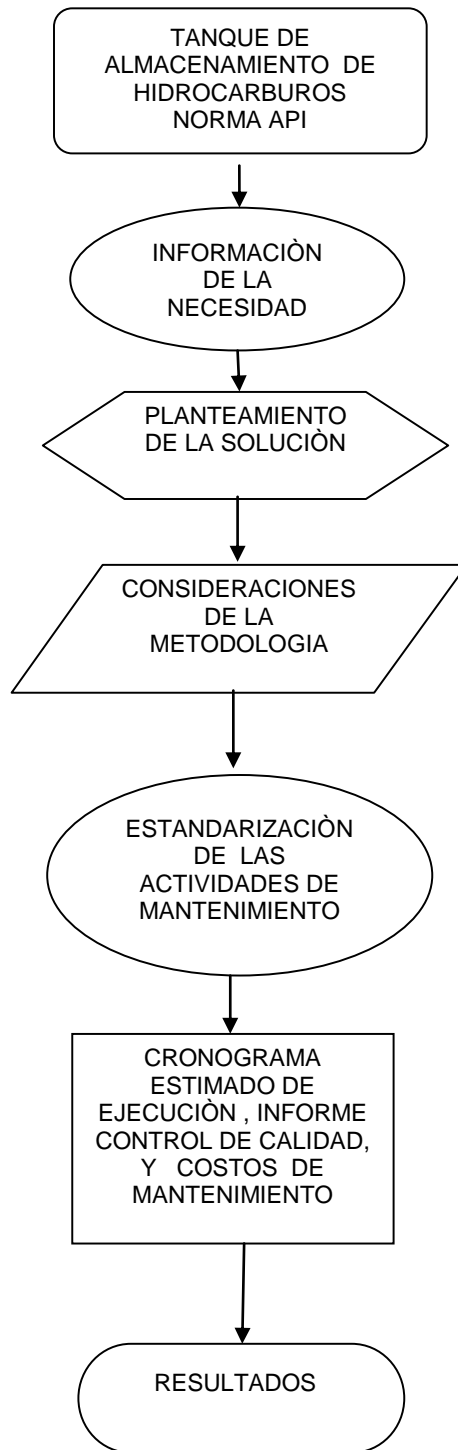 TANQUE DE
ALMACENAMIENTO DE
HIDROCARBUROS
NORMA API
INFORMACIÒN
DE LA
NECESIDAD
PLANTEAMIENTO
DE LA SOLUCIÒN
CONSIDERACIONES
DE LA
METODOLOGIA
ESTANDARIZACIÒN
DE LAS
ACTIVIDADES DE
MANTENIMIENTO
CRONOGRAMA
ESTIMADO DE
EJECUCIÒN , INFORME
CONTROL DE CALIDAD,
Y COSTOS DE
MANTENIMIENTO
RESULTADOS